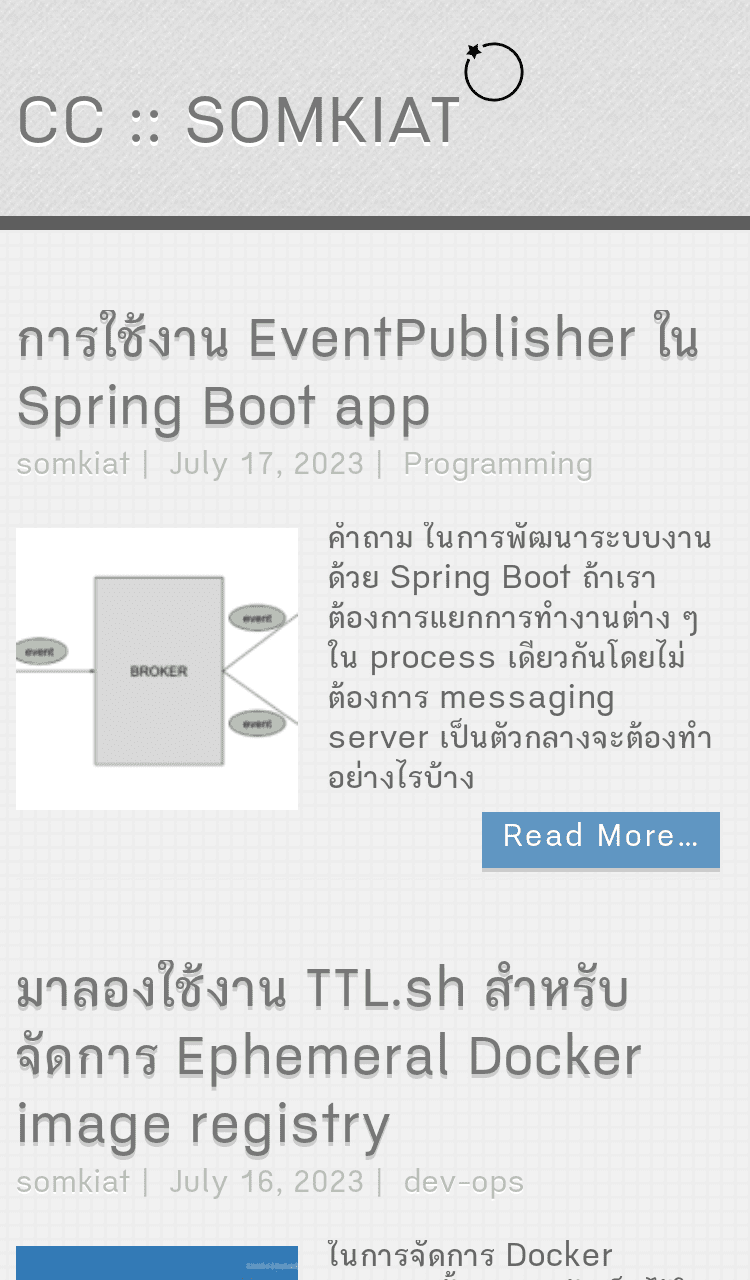 CC :: SOMKIAT
การใช้งาน EventPublisher ใน
Spring Boot app
somkiat | July 17, 2023 | Programming
คำถาม ในการพัฒนาระบบงาน
ด้วย Spring Boot ถ้าเรา
ต้องการแยกการทำงานต่าง ๆ
ใน process เดียวกันโดยไม่
ต้องการ messaging
server เป็นตัวกลางจะต้องทำ
อย่างไรบ้าง
event
event
BROKER
event
Read More…
มาลองใช้งาน TTL.sh สำหรับ
จัดการ Ephemeral Docker
image registry
somkiat | July 16, 2023 | dev-ops
ในการจัดการ Docker